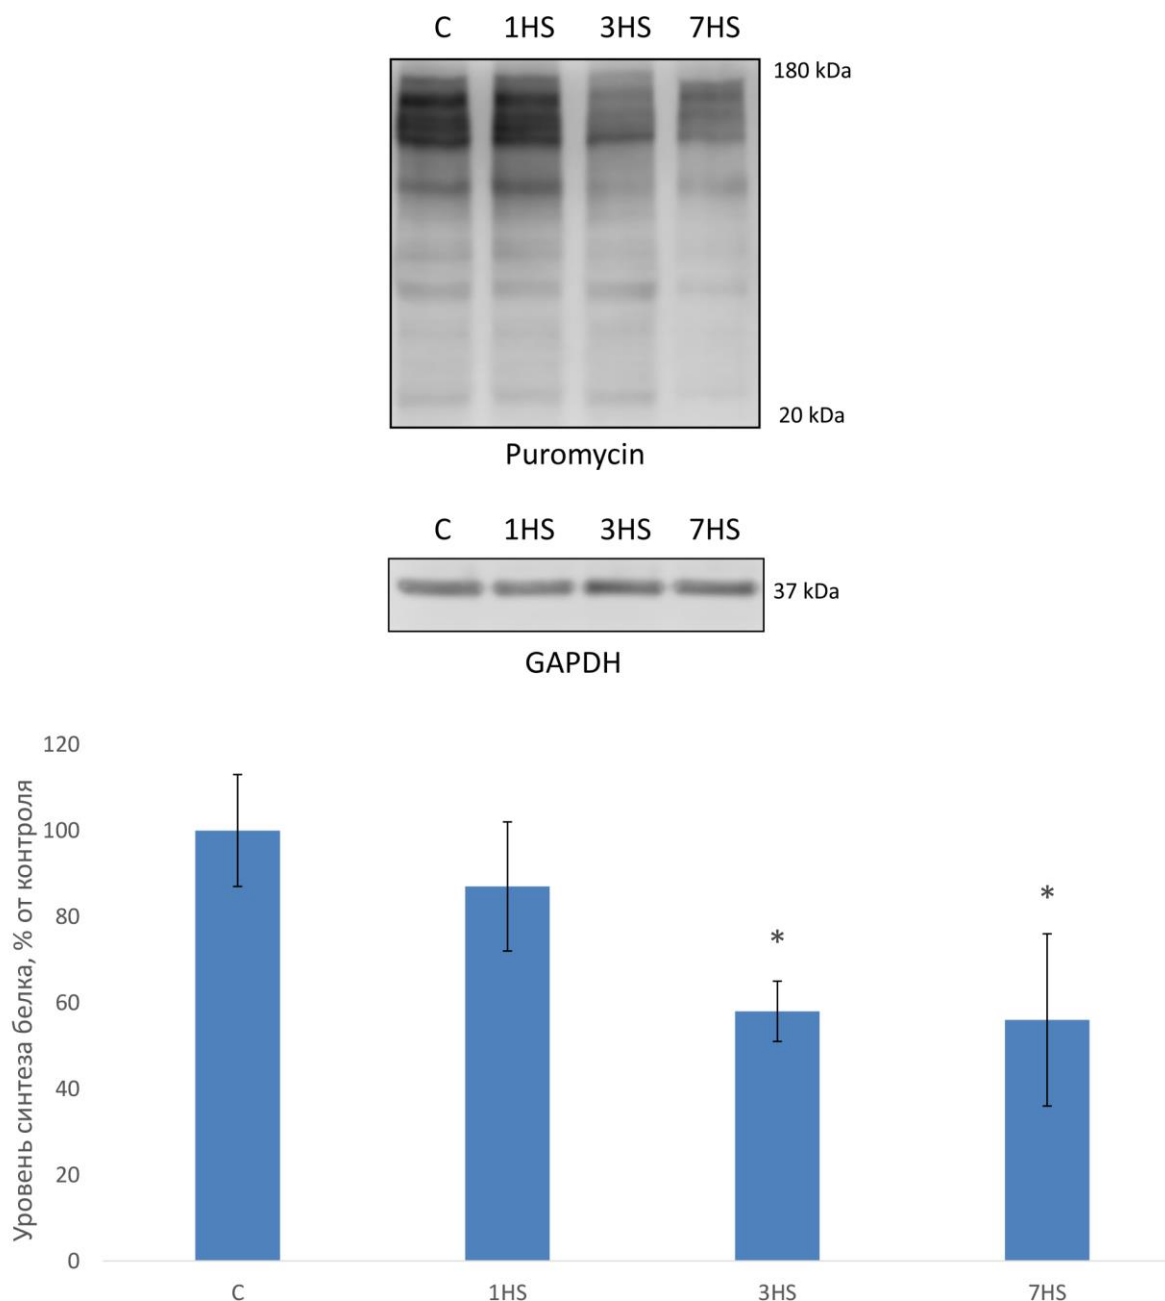 C 1HS 3HS 7HS
180 kDa
20 kDa
Puromycin
C 1HS 3HS 7HS
37 kDa
GAPDH
Уровень синтеза белка, % от контроля
120
100
80
60
40
20
0
*
*
C 1HS 3HS 7HS